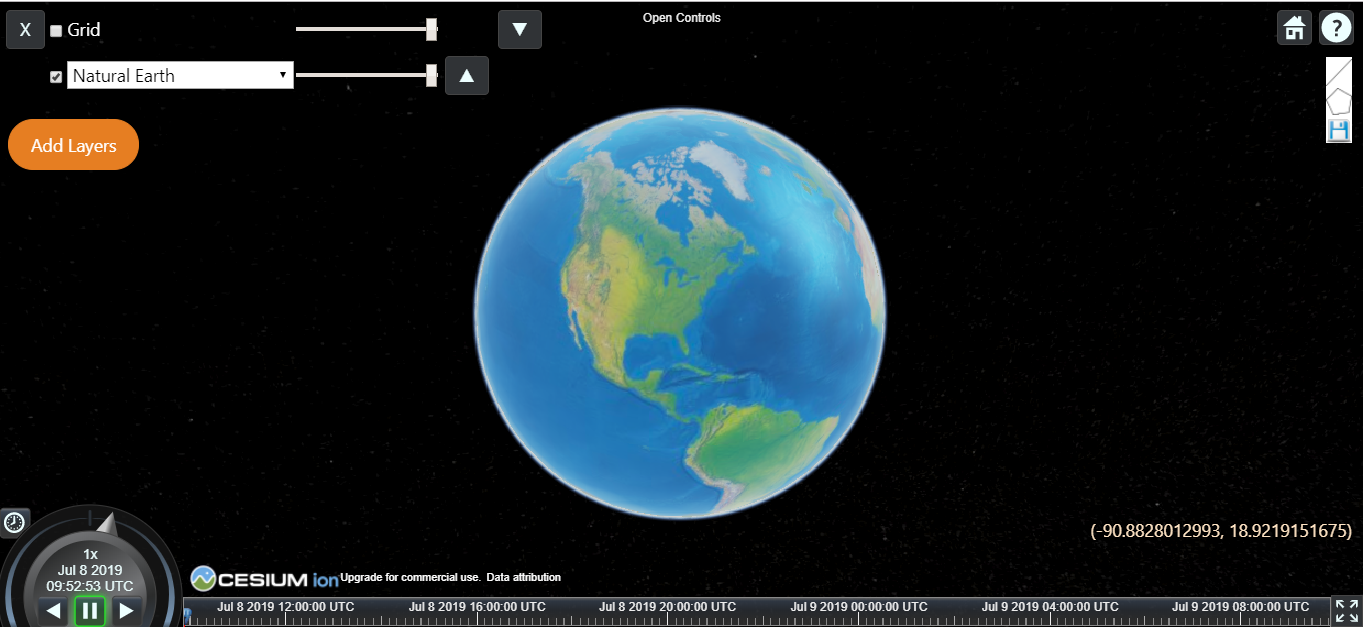 Open Controls
X
Grid
▼
?
Natural Earth
▲
Add Layers
(-90.8828012993, 18.9219151675)
1x
Jul 8 2019
09:52:53 UTC
CESIUM ion Upgrade for commercial use. Data attribution
Jul 8 2019 12:00:00 UTC Jul 8 2019 16:00:00 UTC Jul 8 2019 20:00:00 UTC Jul 9 2019 00:00:00 UTC Jul 9 2019 04:00:00 UTC Jul 9 2019 08:00:00 UTC